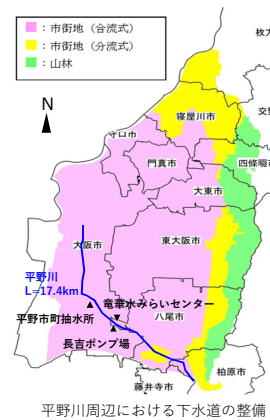 ：市街地（合流式）
：市街地（分流式）
：山林
枚方
N
寝屋川市
交野
守口市
門真市
四條畷市
大東市
大阪市
東大阪市
平野川
L=17.4km
竜華水みらいセンター
平野市町抽水所
八尾市
長吉ポンプ場
柏原市
藤井寺市
平野川周辺における下水道の整備